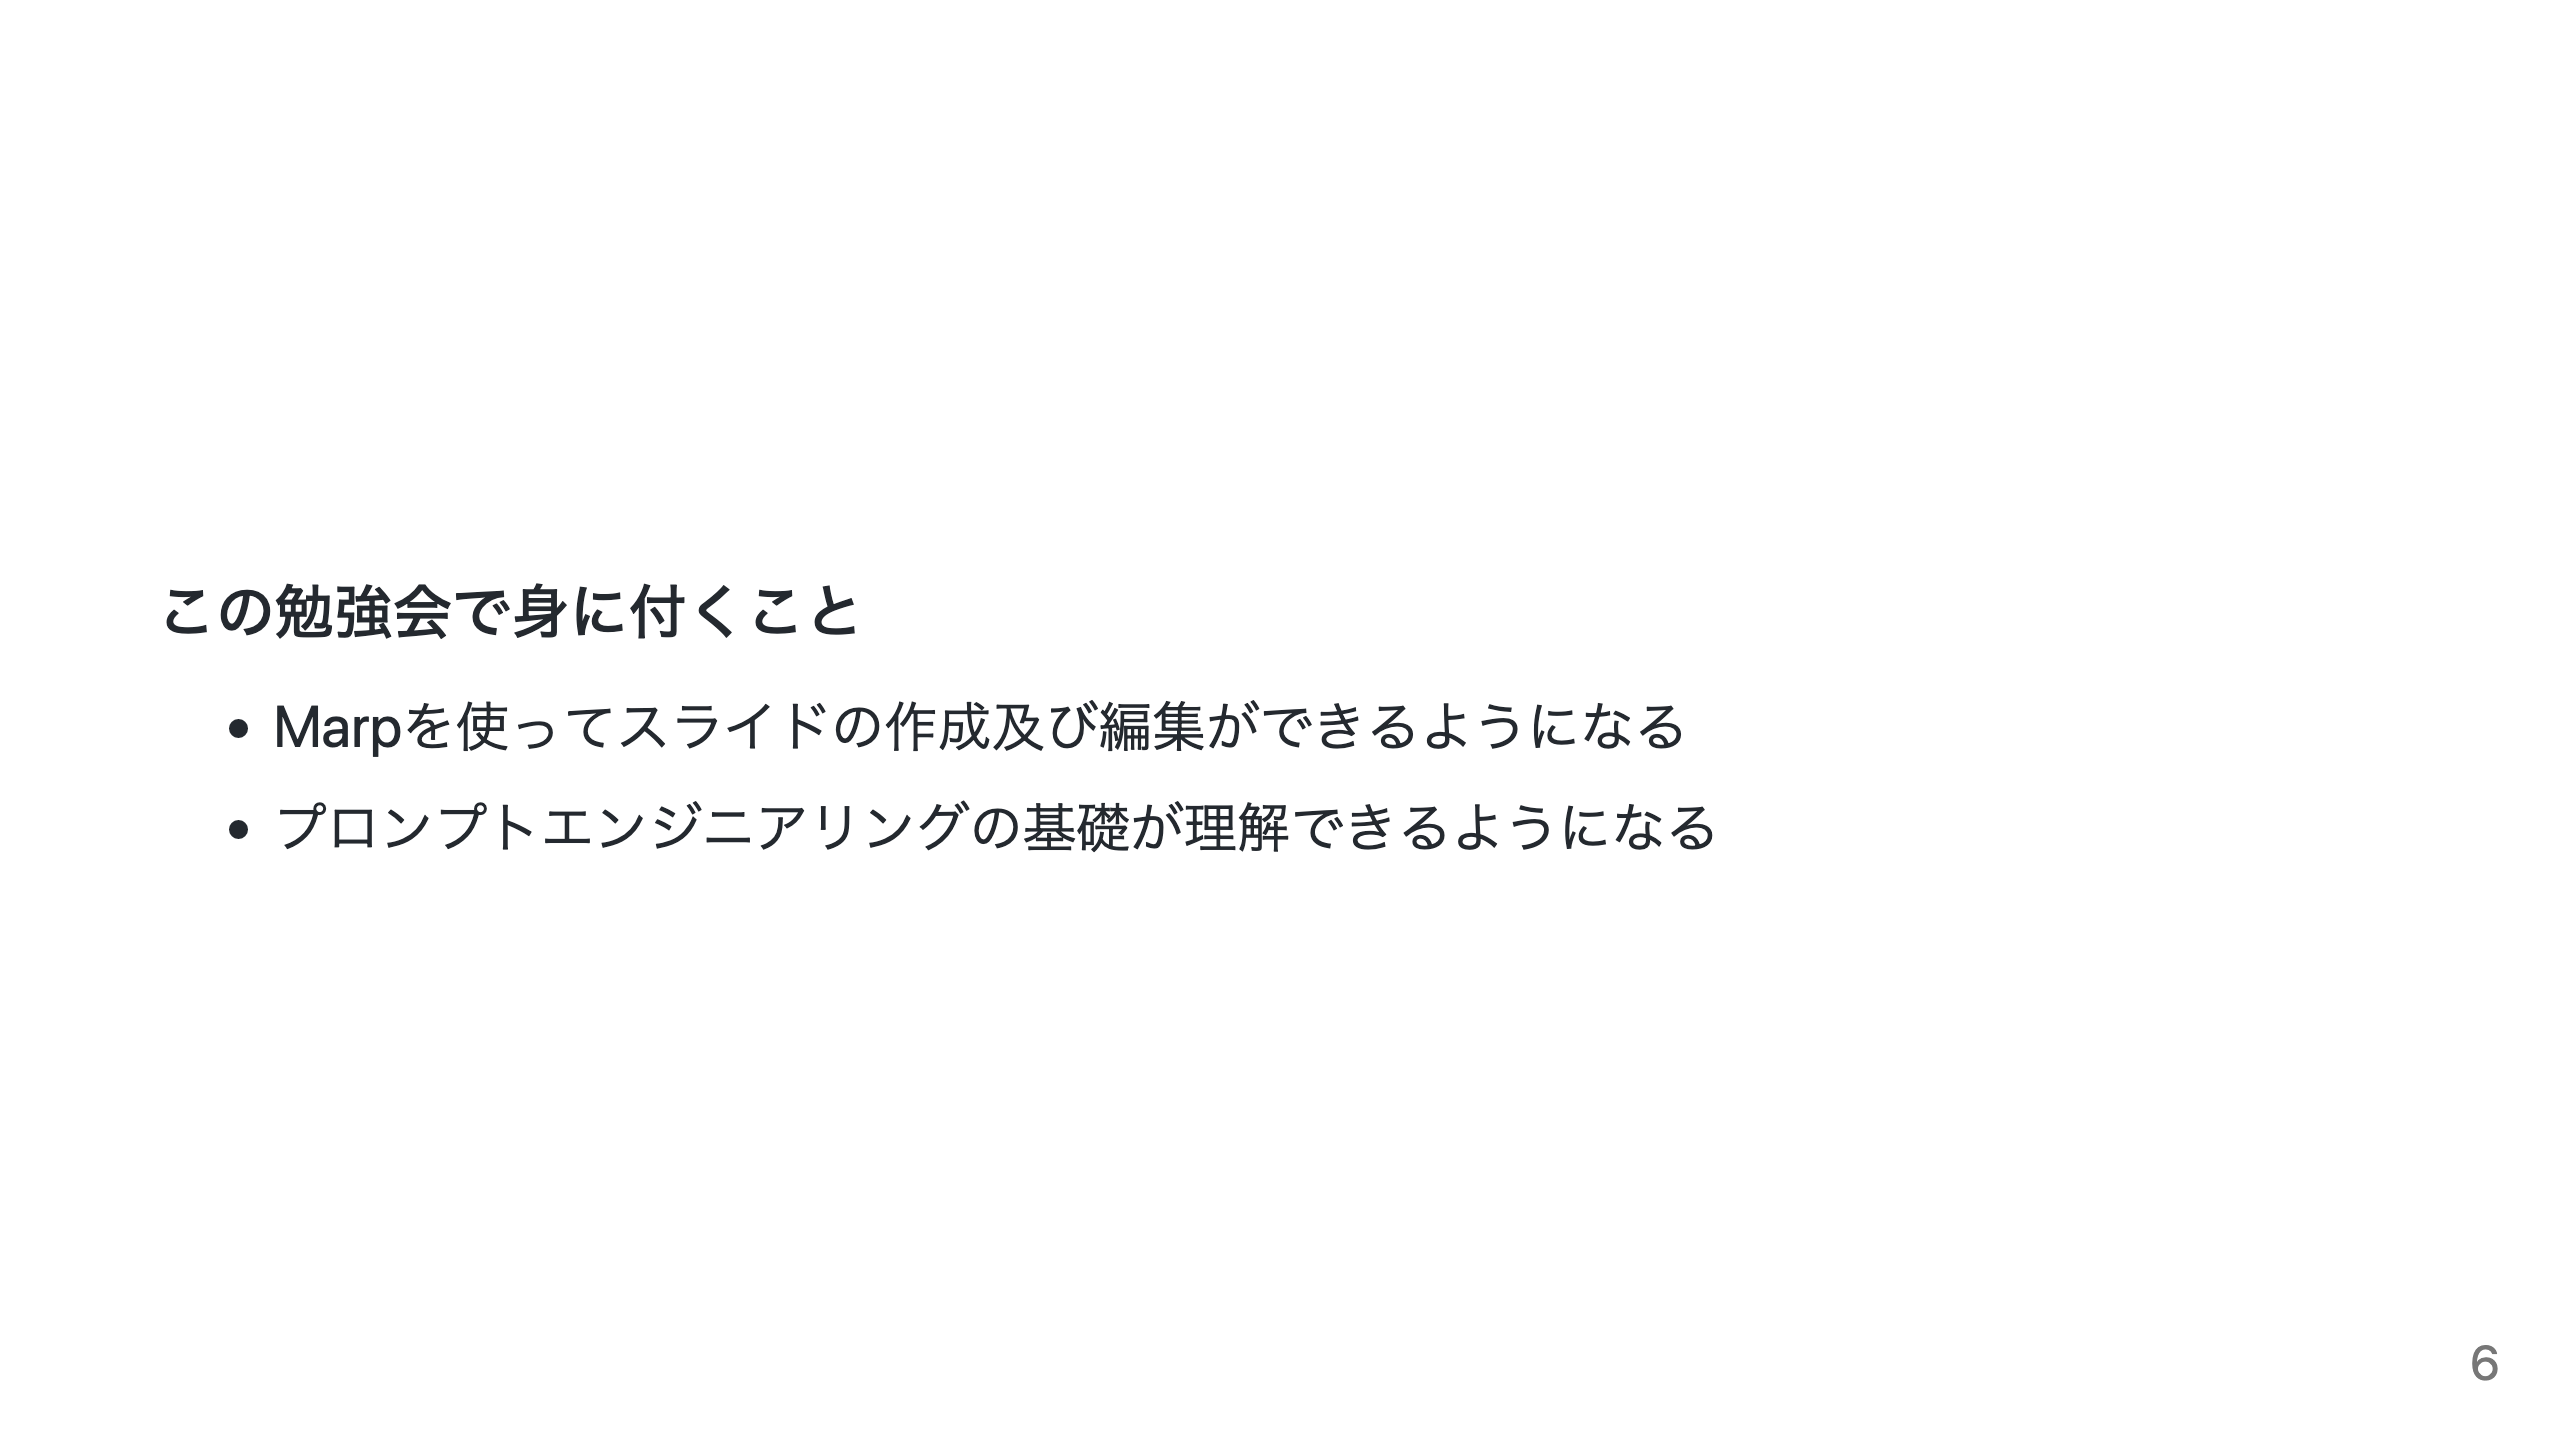 この勉強会で身に付くこと
• Marpを使ってスライドの作成及び編集ができるようになる
• プロンプトエンジニアリングの基礎が理解できるようになる
6